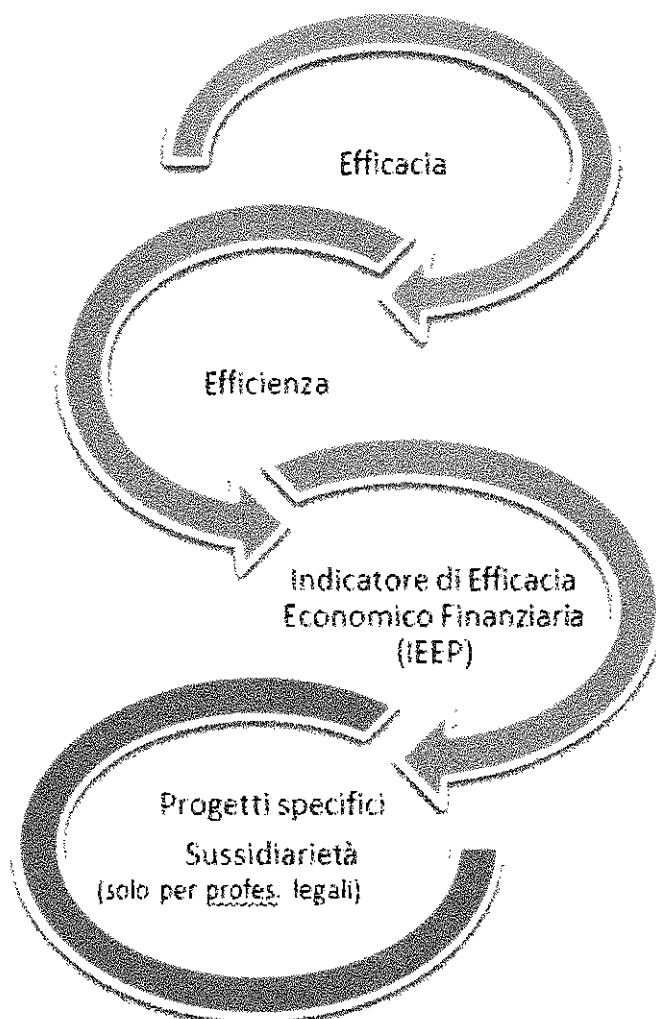 Efficacia
Efficienza
Indicatore di Efficacia
Economico Finanziaria
(IEEP)
Progetti specifici
Sussidiarietà
(solo per profes. legali)